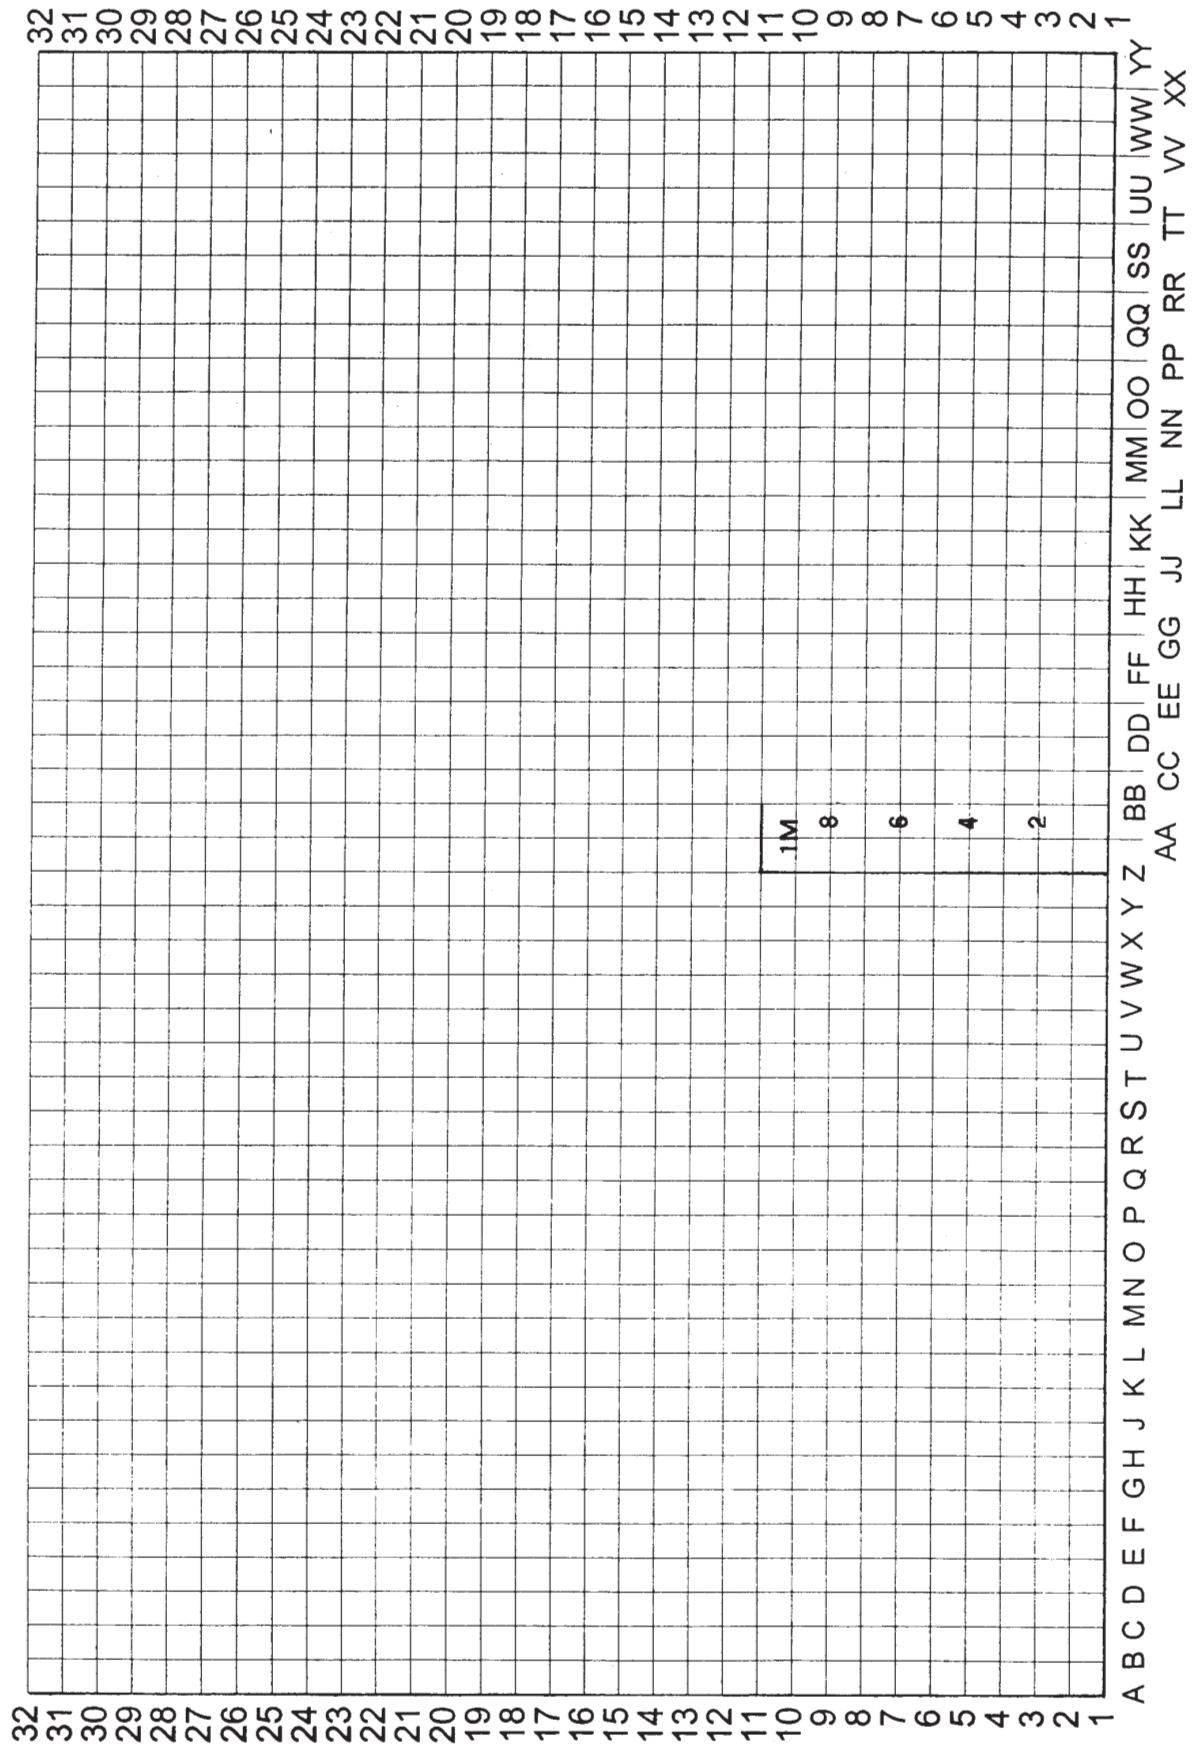 32 31 30 29 28 27 26 25 24 23 22 21 20 19 18 17 16 15 14 13 12 11 10 9 8 7 6 5 4 3 2 1
1M
8
6
4
2
A B C D E F G H J K L M N O P Q R S T U V W X Y Z BB DD FF HH KK MM OO QQ SS UU WW YY
AA CC EE GG JJ LL NN PP RR TT VV XX
32 31 30 29 28 27 26 25 24 23 22 21 20 19 18 17 16 15 14 13 12 11 10 9 8 7 6 5 4 3 2 1